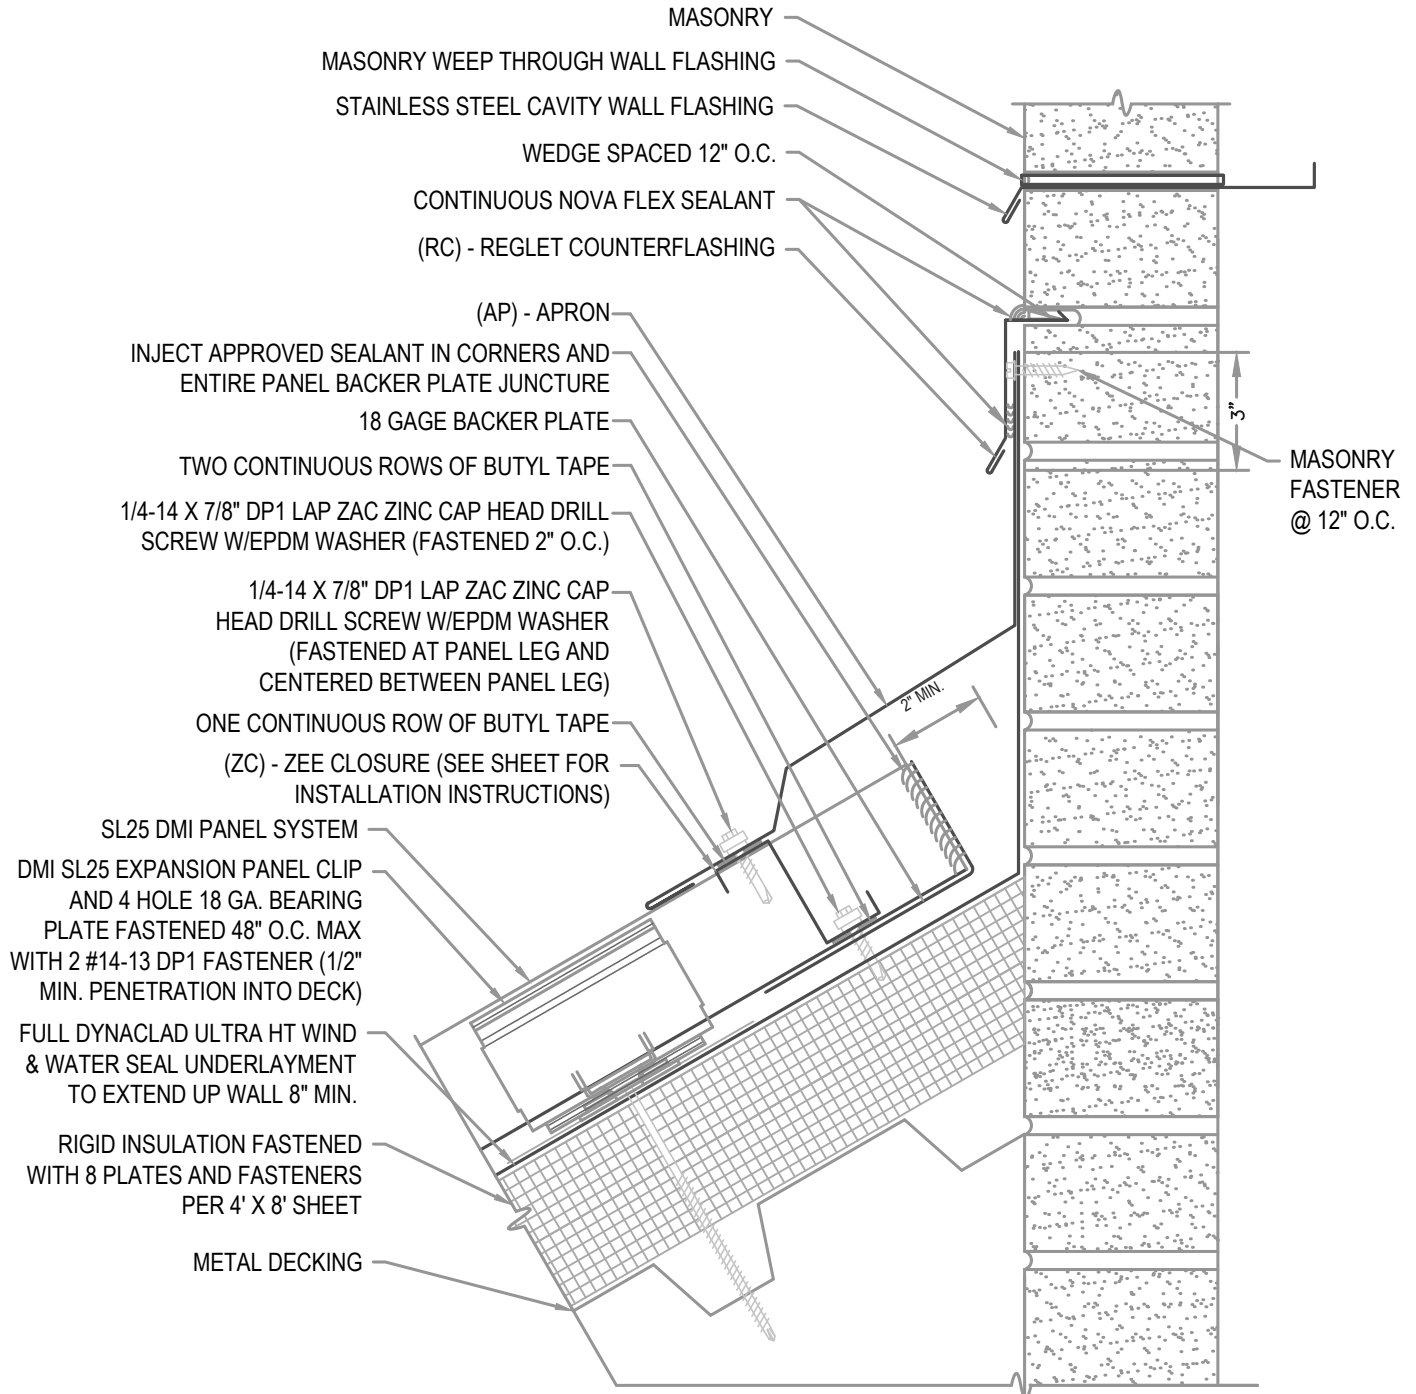 MASONRY
MASONRY WEEP THROUGH WALL FLASHING
STAINLESS STEEL CAVITY WALL FLASHING
WEDGE SPACED 12" O.C.
CONTINUOUS NOVA FLEX SEALANT
(RC) - REGLET COUNTERFLASHING
(AP) - APRON
INJECT APPROVED SEALANT IN CORNERS AND
ENTIRE PANEL BACKER PLATE JUNCTURE
18 GAGE BACKER PLATE
TWO CONTINUOUS ROWS OF BUTYL TAPE
1/4-14 X 7/8" DP1 LAP ZAC ZINC CAP HEAD DRILL
SCREW W/EPDM WASHER (FASTENED 2" O.C.)
1/4-14 X 7/8" DP1 LAP ZAC ZINC CAP
HEAD DRILL SCREW W/EPDM WASHER
(FASTENED AT PANEL LEG AND
CENTERED BETWEEN PANEL LEG)
ONE CONTINUOUS ROW OF BUTYL TAPE
(ZC) - ZEE CLOSURE (SEE SHEET FOR
INSTALLATION INSTRUCTIONS)
SL25 DMI PANEL SYSTEM
DMI SL25 EXPANSION PANEL CLIP
AND 4 HOLE 18 GA. BEARING
PLATE FASTENED 48" O.C. MAX
WITH 2 #14-13 DP1 FASTENER (1/2"
MIN. PENETRATION INTO DECK)
FULL DYNACLAD ULTRA HT WIND
& WATER SEAL UNDERLAYMENT
TO EXTEND UP WALL 8" MIN.
RIGID INSULATION FASTENED
WITH 8 PLATES AND FASTENERS
PER 4' X 8' SHEET
METAL DECKING
2" MIN.
3"
MASONRY
FASTENER
@ 12" O.C.